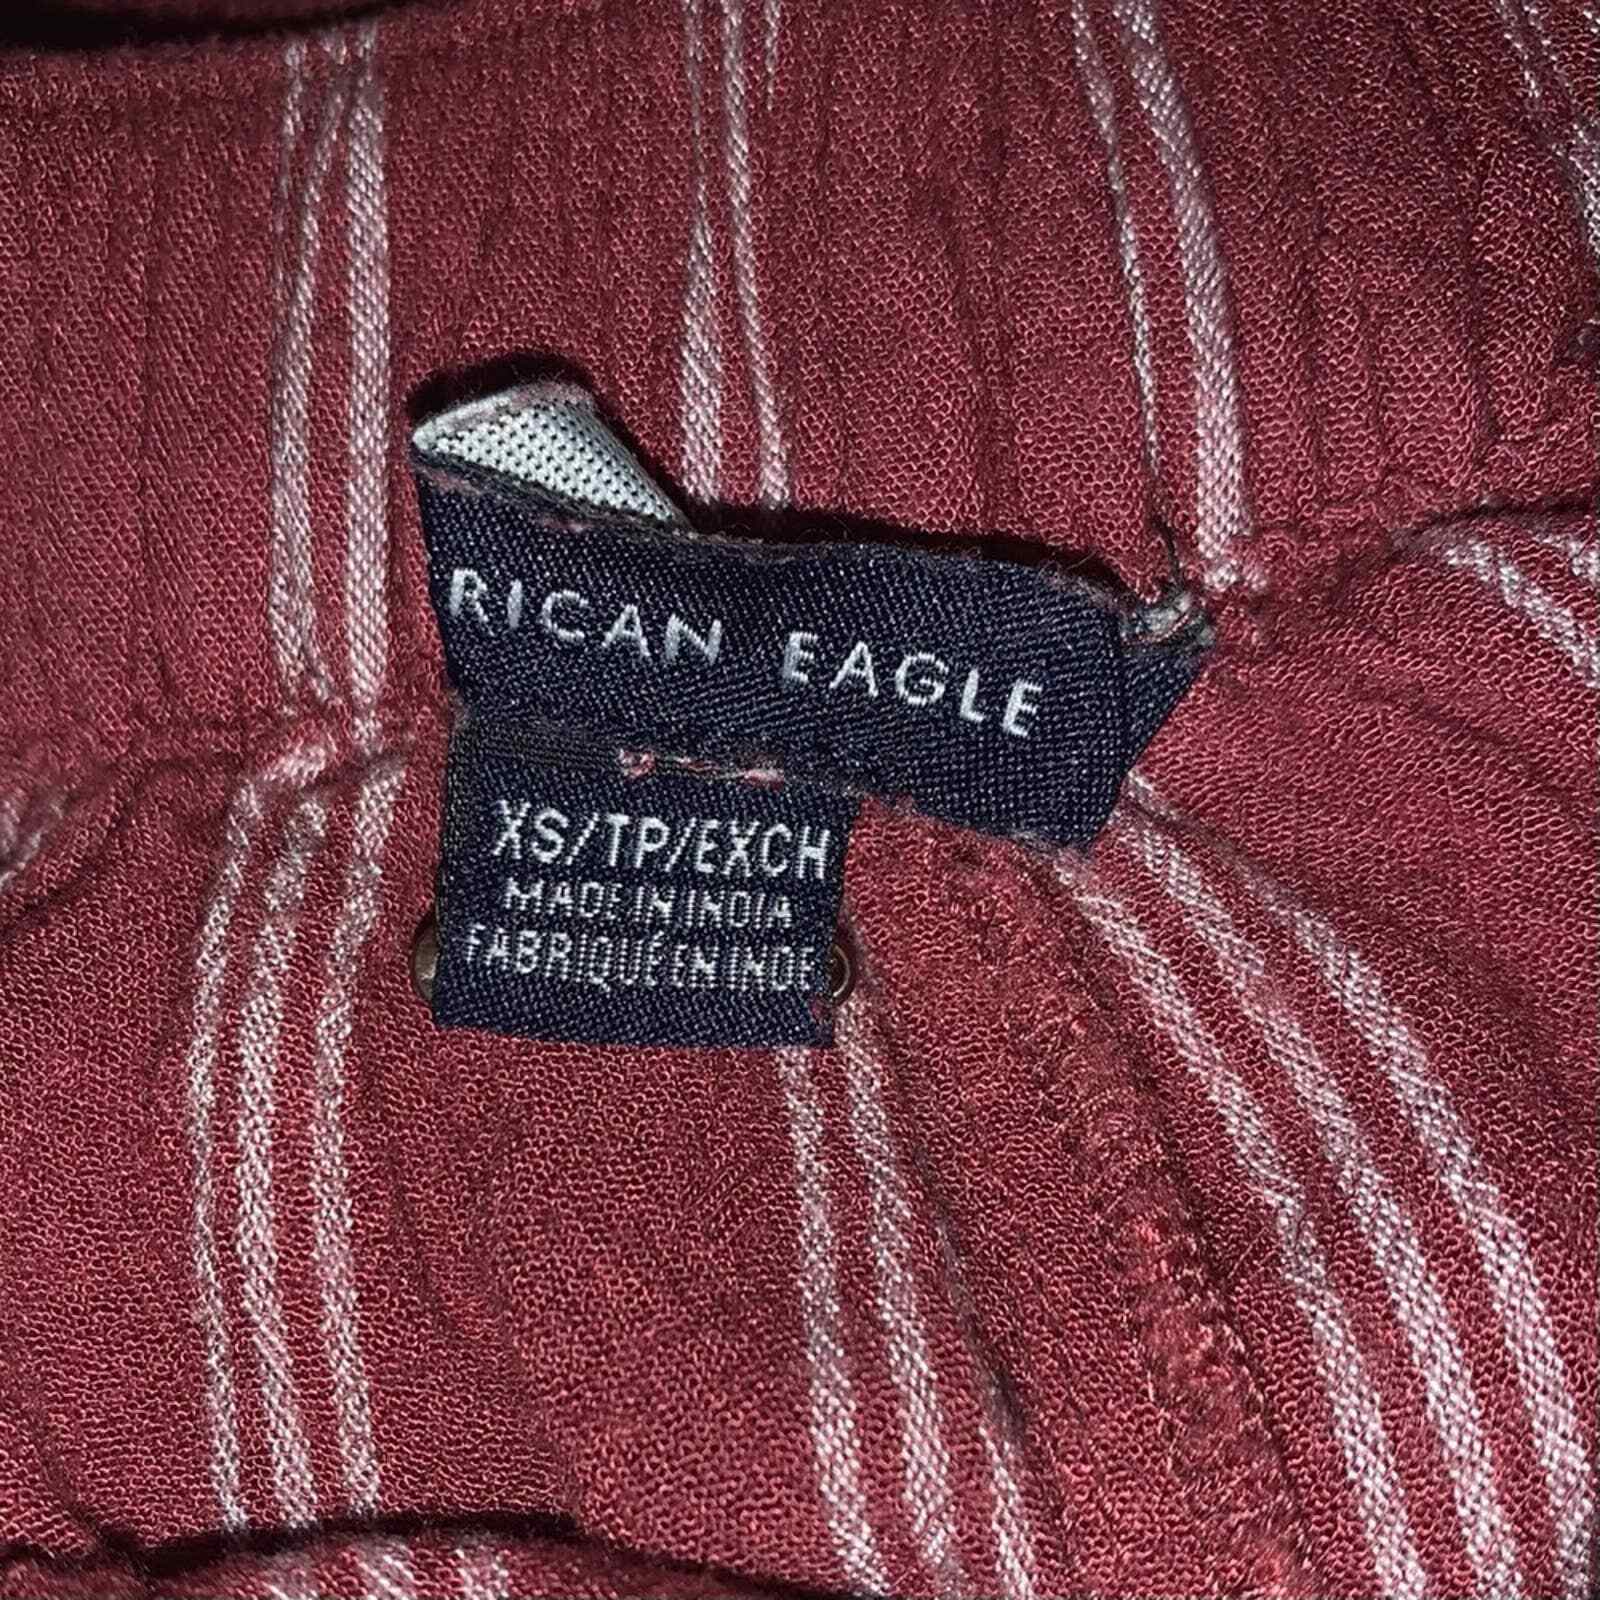 RICAN EAGLE
XS/TP/EXCH
MADE IN INDIA
FABRIQUÉ EN INDE